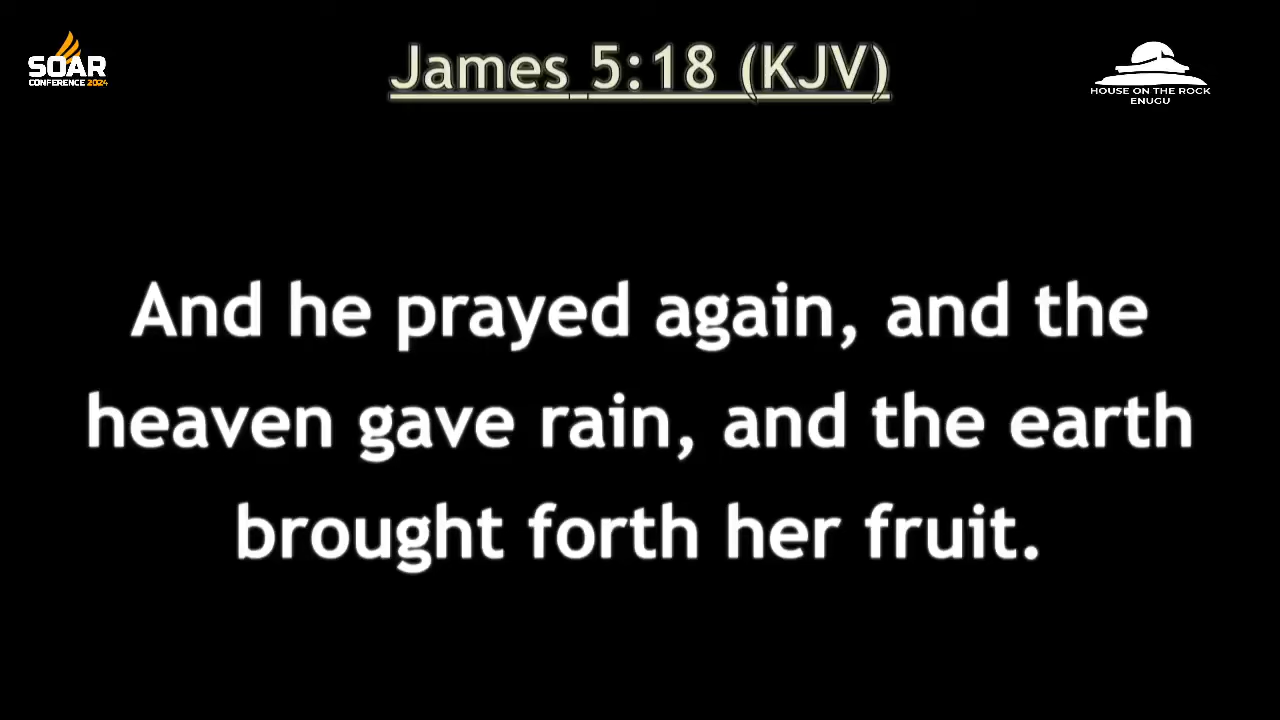 SOAR
CONFERENCE 2024
James 5:18 (KJV)
HOUSE ON THE ROCK
ENUGU
And he prayed again, and the
heaven gave rain, and the earth
brought forth her fruit.